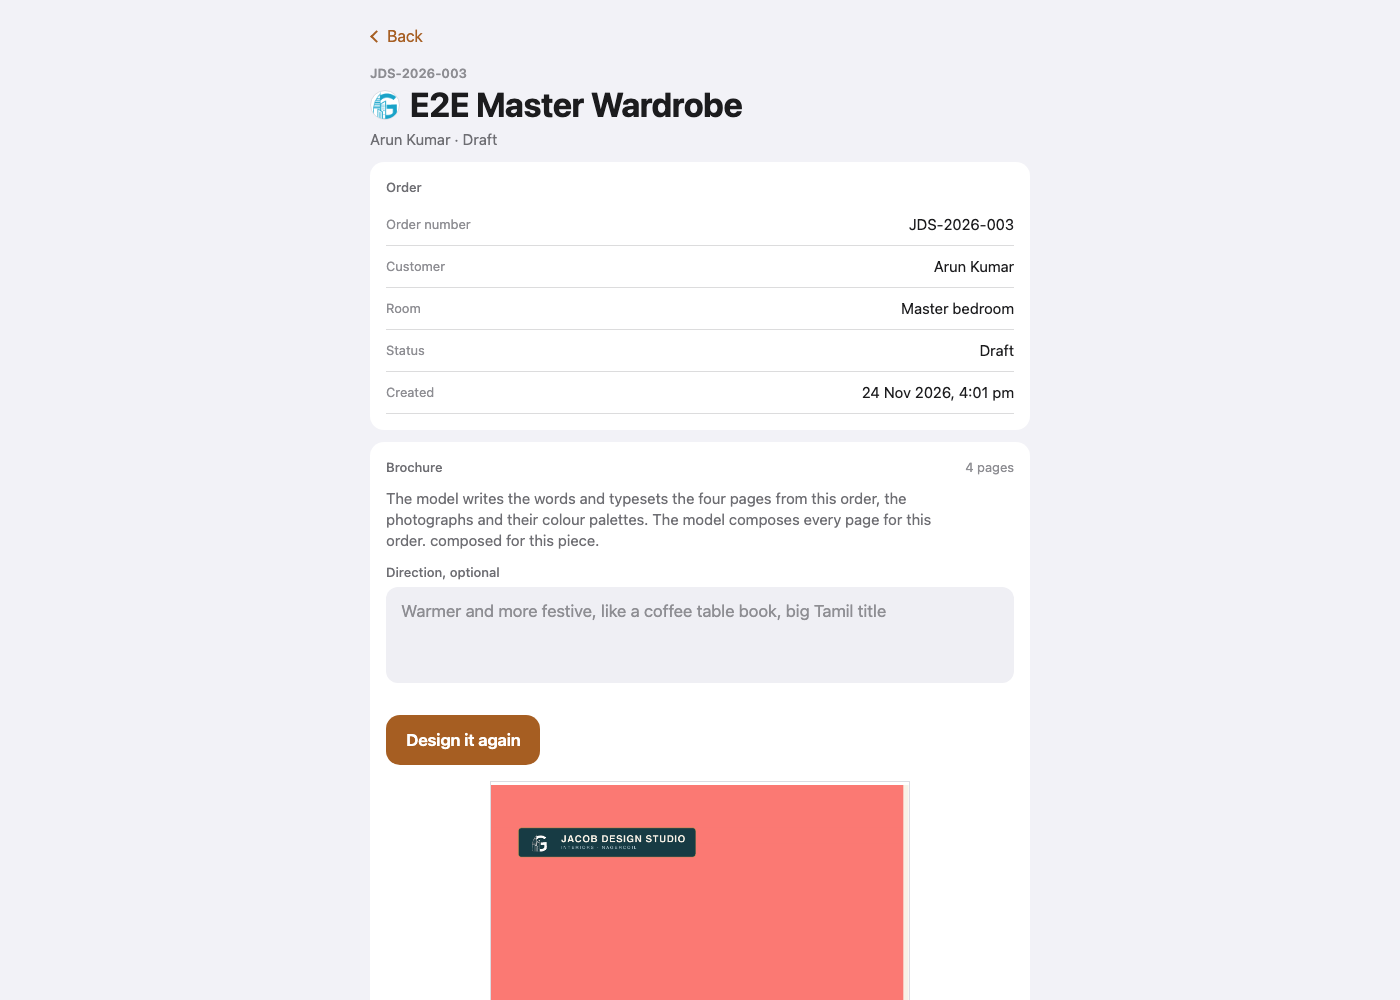 Back
JDS-2026-003
E2E Master Wardrobe
Arun Kumar · Draft
Order
Order number JDS-2026-003
Customer Arun Kumar
Room Master bedroom
Status Draft
Created 24 Nov 2026, 4:01 pm
Brochure 4 pages
The model writes the words and typesets the four pages from this order, the
photographs and their colour palettes. The model composes every page for this
order. composed for this piece.
Direction, optional
Warmer and more festive, like a coffee table book, big Tamil title
Design it again
JACOB DESIGN STUDIO
INTERIORS · NAGERCOIL